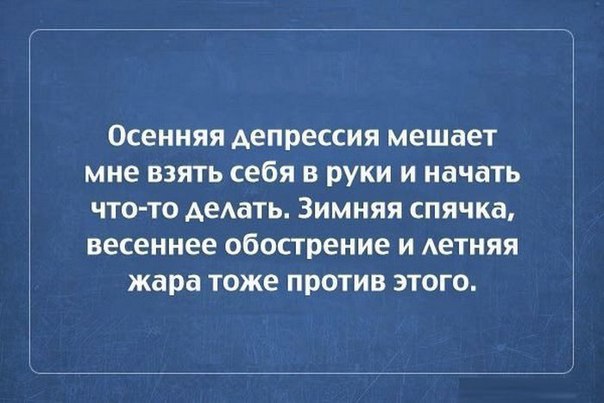 Осенняя депрессия мешает
мне взять себя в руки и начать
что-то делать. Зимняя спячка,
весеннее обострение и летняя
жара тоже против этого.